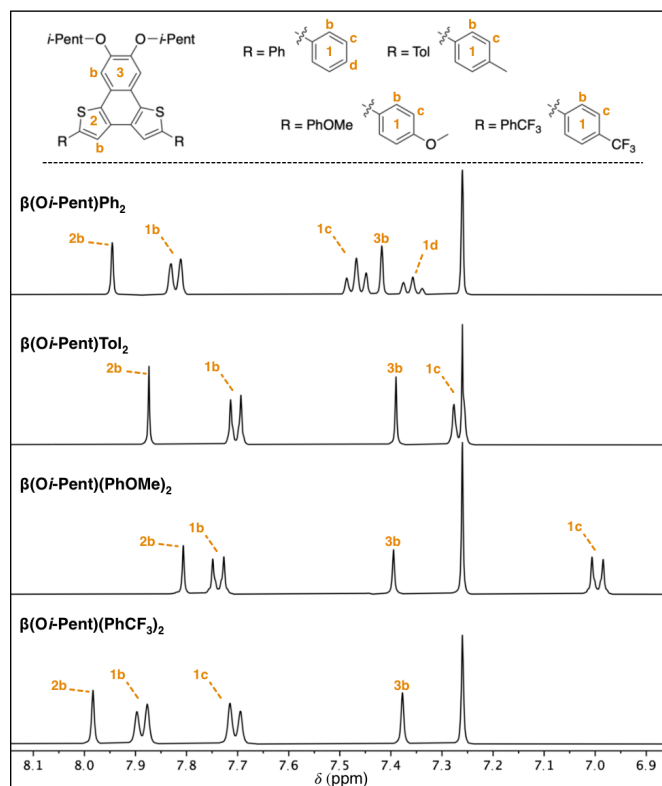 i-Pent O O i-Pent
b 3
S 2 S
R b R
R = Ph 1 b c d
R = Tol 1 b c
R = PhOMe 1 b c O
R = PhCF3 1 b c CF3
β(Oi-Pent)Ph2
2b 1b 1c 3b 1d
β(Oi-Pent)Tol2
2b 1b 3b 1c
β(Oi-Pent)(PhOMe)2
2b 1b 3b 1c
β(Oi-Pent)(PhCF3)2
2b 1b 1c 3b
8.1 8.0 7.9 7.8 7.7 7.6 7.5 7.4 7.3 7.2 7.1 7.0 6.9
δ (ppm)